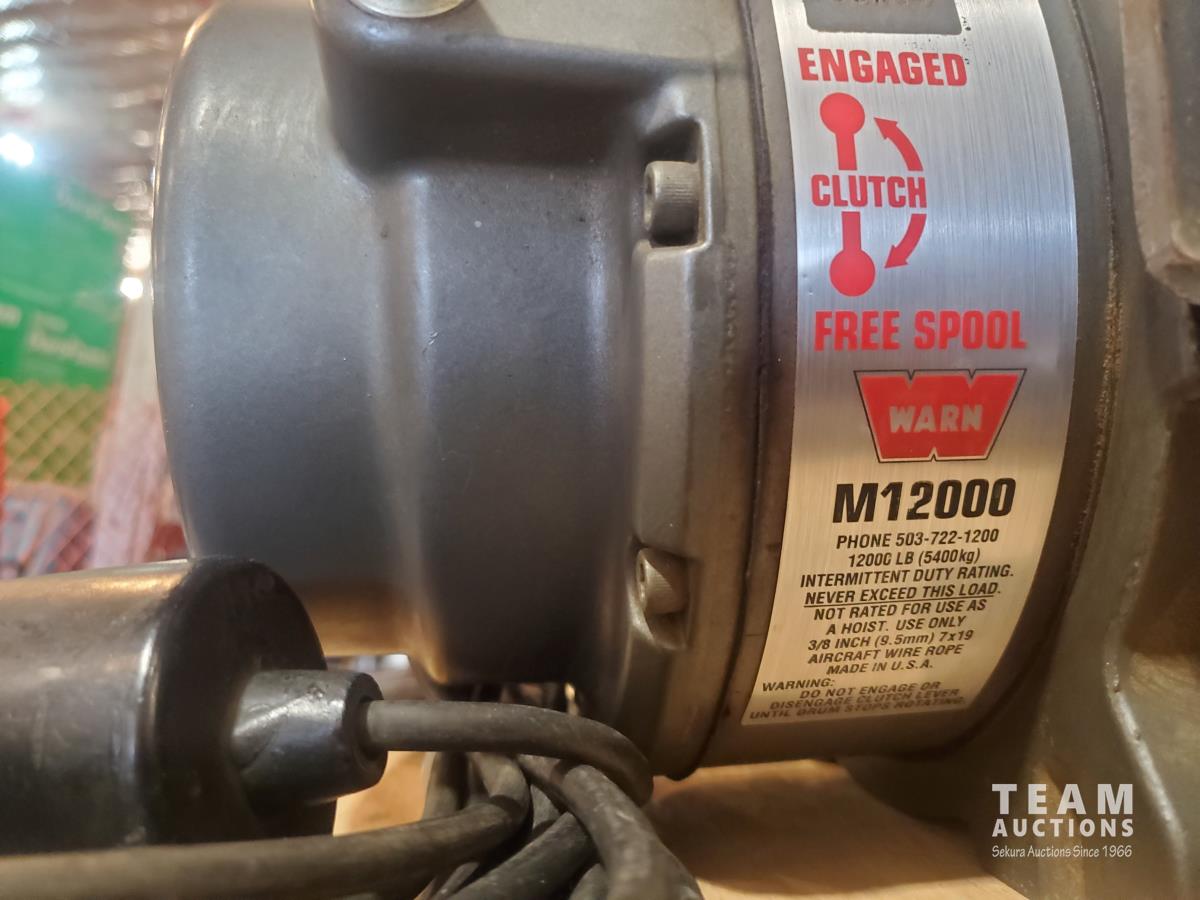 ENGAGED
CLUTCH
FREE SPOOL
WARN
M12000
PHONE 503-722-1200
12000 LB (5400kg)
INTERMITTENT DUTY RATING.
NEVER EXCEED THIS LOAD.
NOT RATED FOR USE AS
A HOIST. USE ONLY
3/8 INCH (9.5mm) 7x19
AIRCRAFT WIRE ROPE
MADE IN U.S.A.
WARNING:
DO NOT ENGAGE OR
DISENGAGE CLUTCH LEVER
UNTIL DRUM STOPS ROTATING.
TEAM
AUCTIONS
Sekura Auctions Since 1966